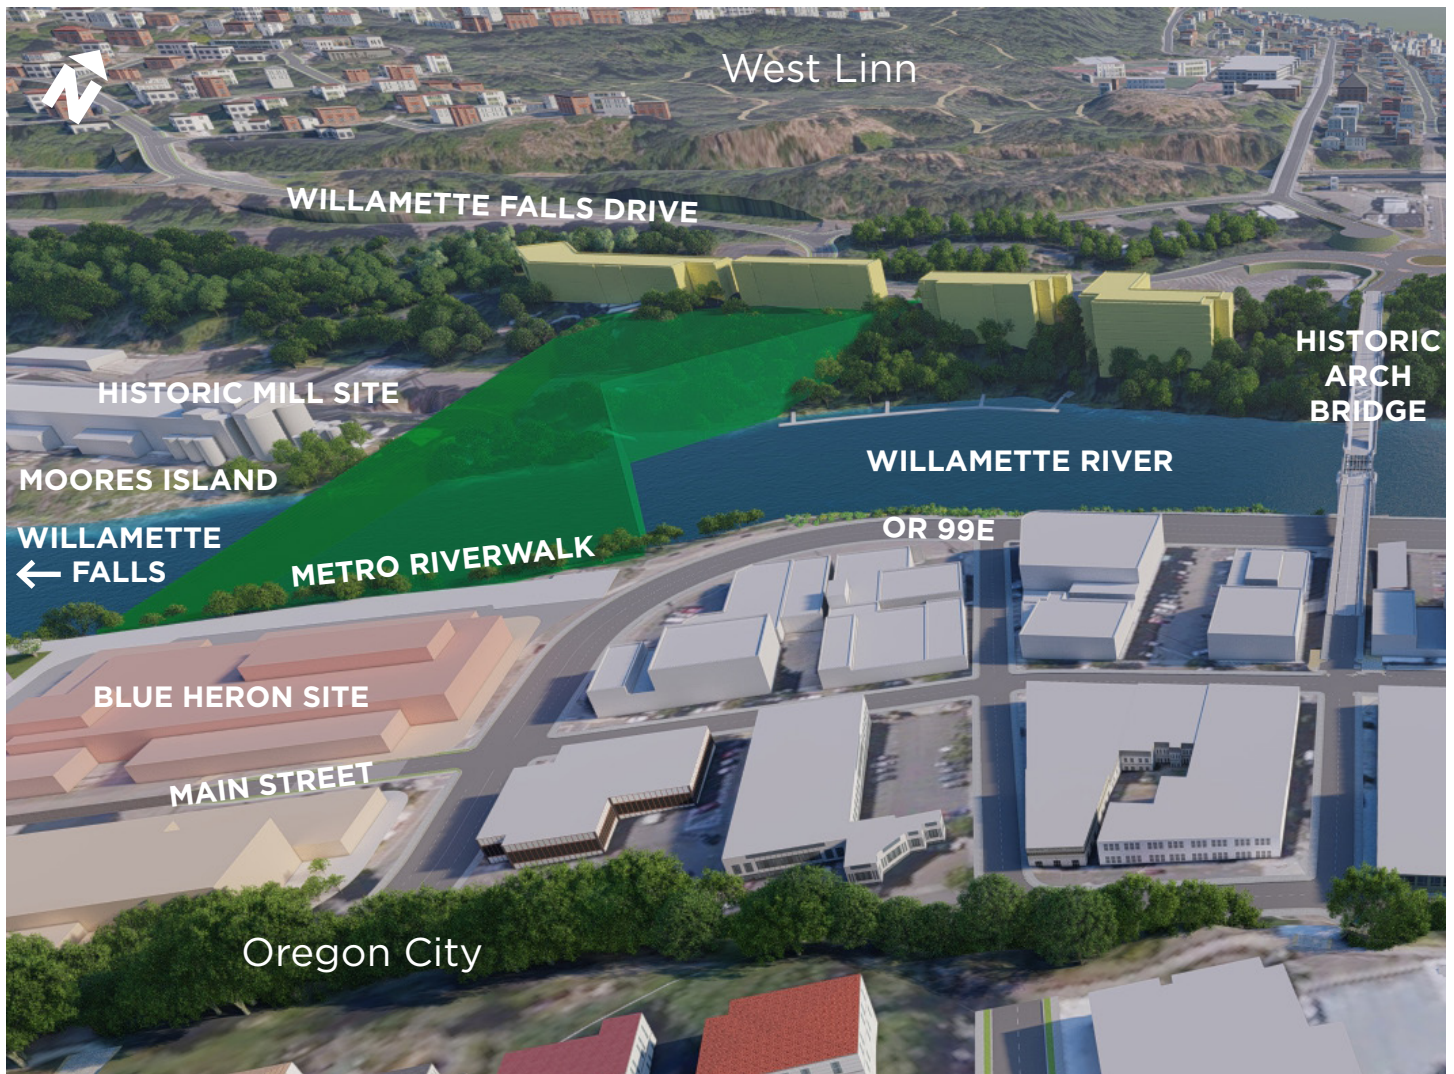 West Linn
N
WILLAMETTE FALLS DRIVE
HISTORIC MILL SITE
HISTORIC
ARCH
BRIDGE
MOORES ISLAND
WILLAMETTE RIVER
WILLAMETTE
← FALLS
OR 99E
METRO RIVERWALK
BLUE HERON SITE
MAIN STREET
Oregon City